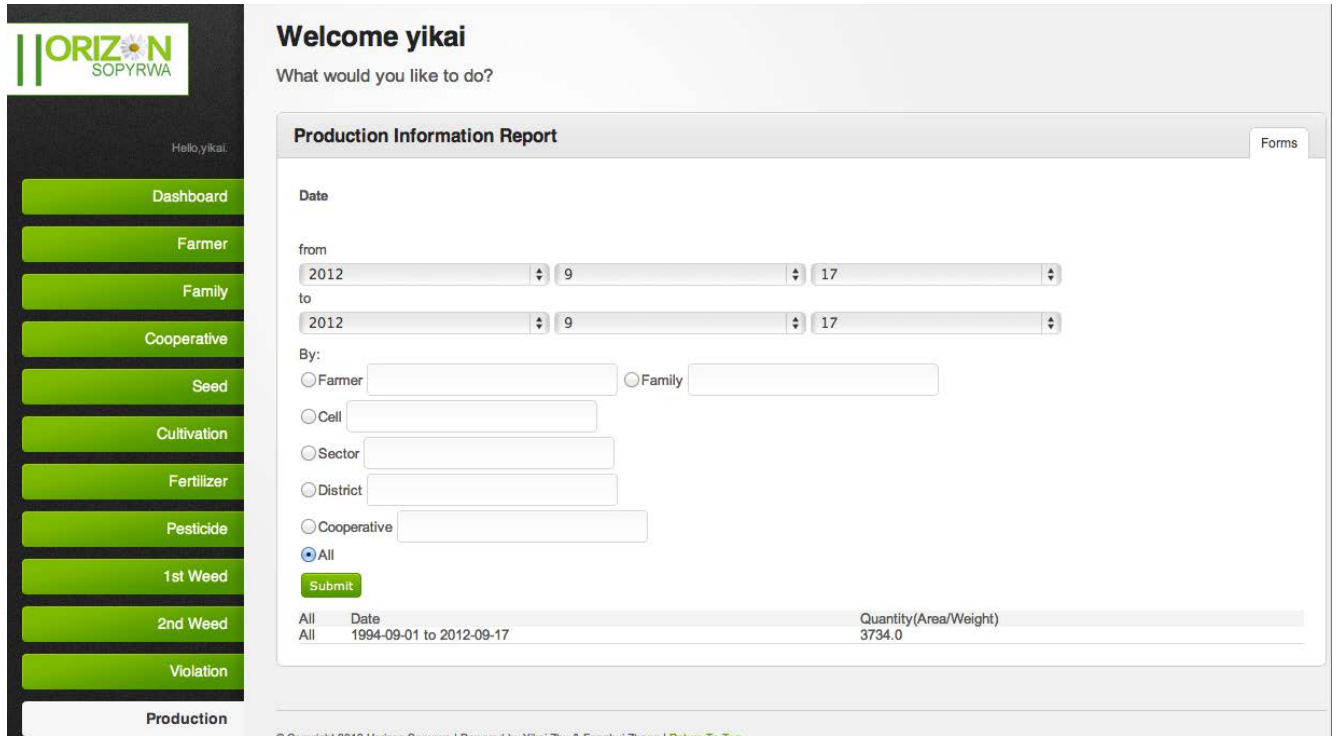 ORIZON
SOPYRWA
Hello,yikai.
Dashboard
Farmer
Family
Cooperative
Seed
Cultivation
Fertilizer
Pesticide
1st Weed
2nd Weed
Violation
Production
Welcome yikai
What would you like to do?
Production Information Report
Forms
Date
from
2012 9 17
to
2012 9 17
By:
Farmer Family
Cell
Sector
District
Cooperative
All
Submit
All Date Quantity(Area/Weight)
All 1994-09-01 to 2012-09-17 3734.0